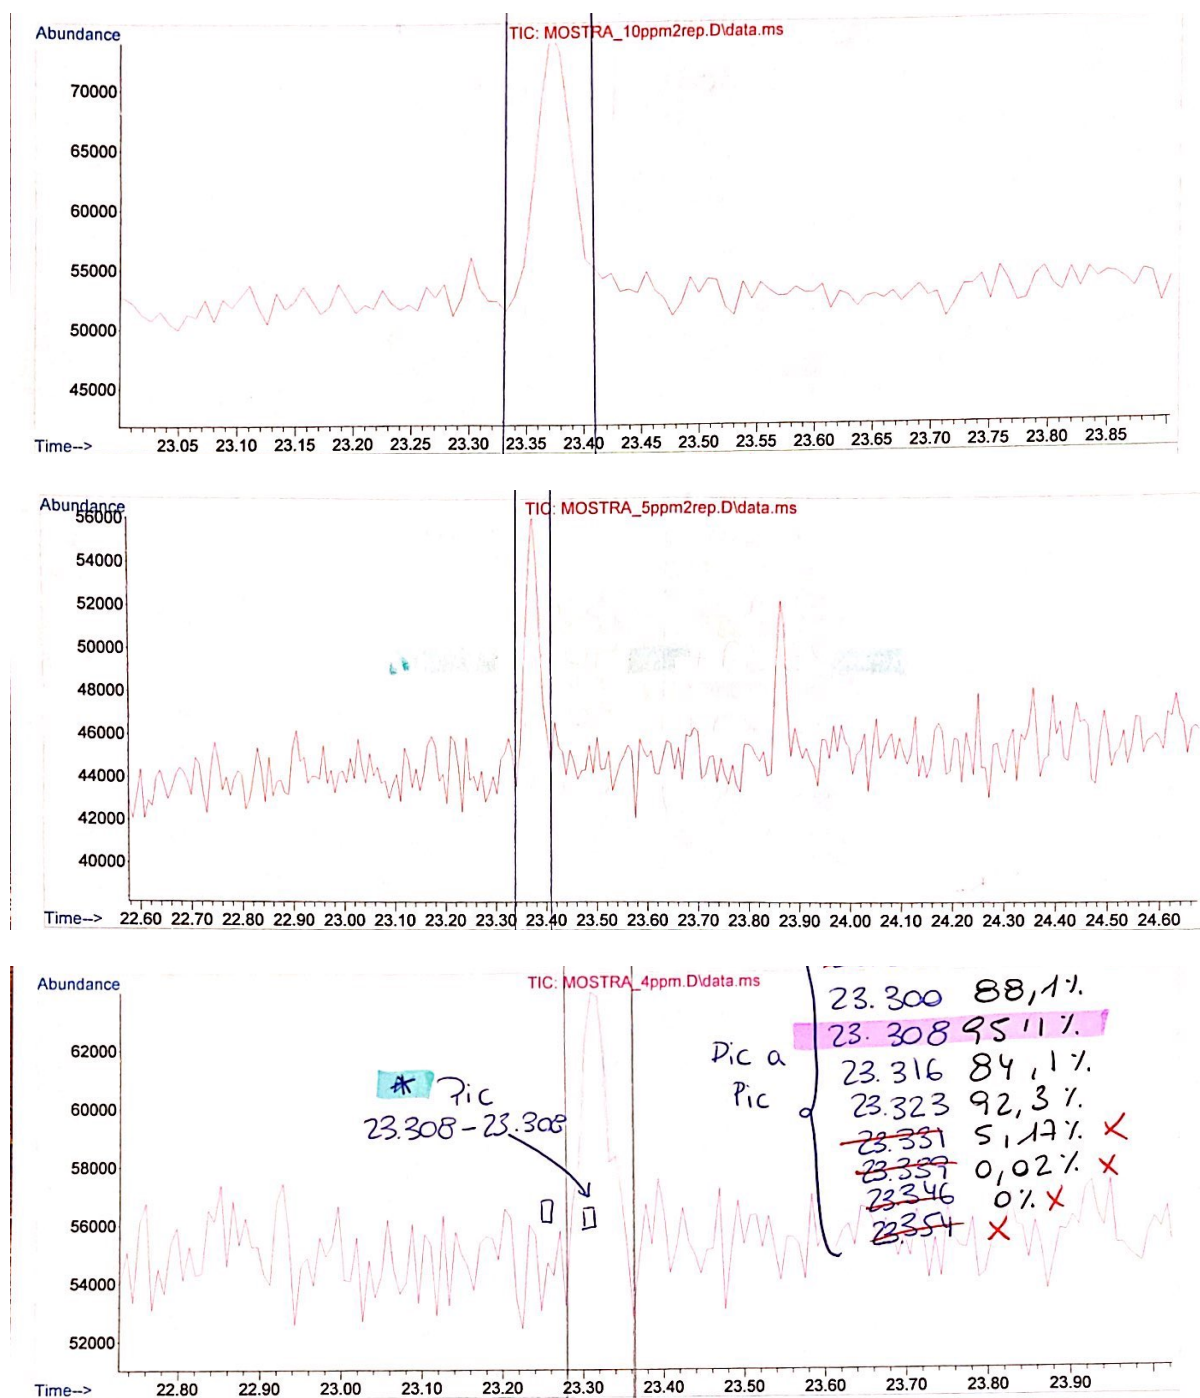 Abundance
TIC: MOSTRA_10ppm2rep.D\data.ms
70000
65000
60000
55000
50000
45000
Time-->
23.05 23.10 23.15 23.20 23.25 23.30 23.35 23.40 23.45 23.50 23.55 23.60 23.65 23.70 23.75 23.80 23.85
Abundance
TIC: MOSTRA_5ppm2rep.D\data.ms
56000
54000
52000
50000
48000
46000
44000
42000
40000
Time-->
22.60 22.70 22.80 22.90 23.00 23.10 23.20 23.30 23.40 23.50 23.60 23.70 23.80 23.90 24.00 24.10 24.20 24.30 24.40 24.50 24.60
Abundance
TIC: MOSTRA_4ppm.D\data.ms
62000
60000
58000
56000
54000
52000
* Pic
23.308-23.308
Pic a
Pic
23.300 88,1%
23.308 95,1%
23.316 84,1%
23.323 92,3%
23.331 5,17% X
23.339 0,02% X
23.346 0% X
23.354 X
Time-->
22.80 22.90 23.00 23.10 23.20 23.30 23.40 23.50 23.60 23.70 23.80 23.90